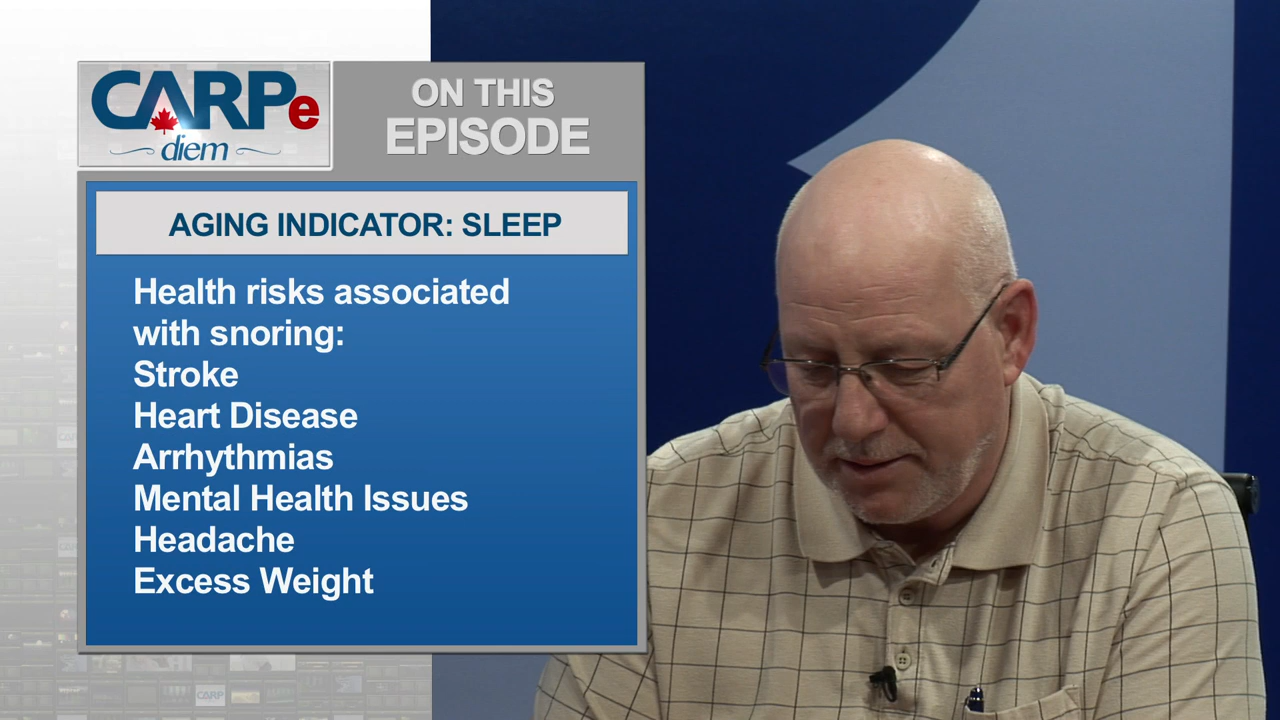 CARPe
diem
ON THIS
EPISODE
AGING INDICATOR: SLEEP
Health risks associated
with snoring:
Stroke
Heart Disease
Arrhythmias
Mental Health Issues
Headache
Excess Weight
CARP